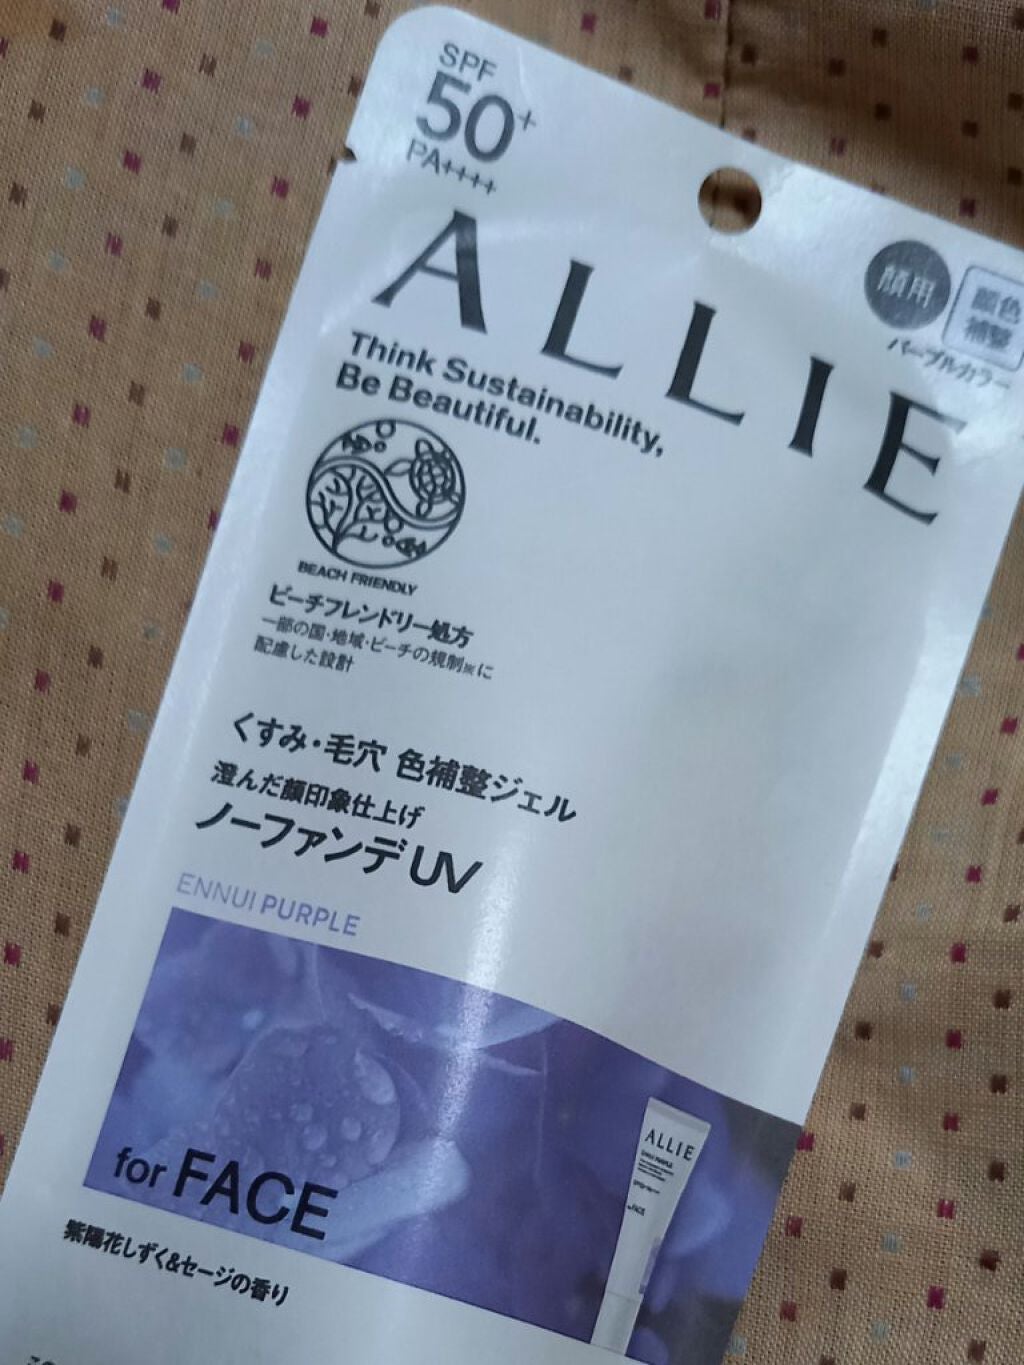 SPF
50+
PA++++
ALLIE
顔用
顔色
補整
パープルカラー
Think Sustainability,
Be Beautiful.
BEACH FRIENDLY
ビーチフレンドリー処方
一部の国・地域・ビーチの規制※に
配慮した設計
くすみ・毛穴 色補整ジェル
澄んだ顔印象仕上げ
ノーファンデUV
ENNUI PURPLE
for FACE
ALLIE
紫陽花しずく&セージの香り